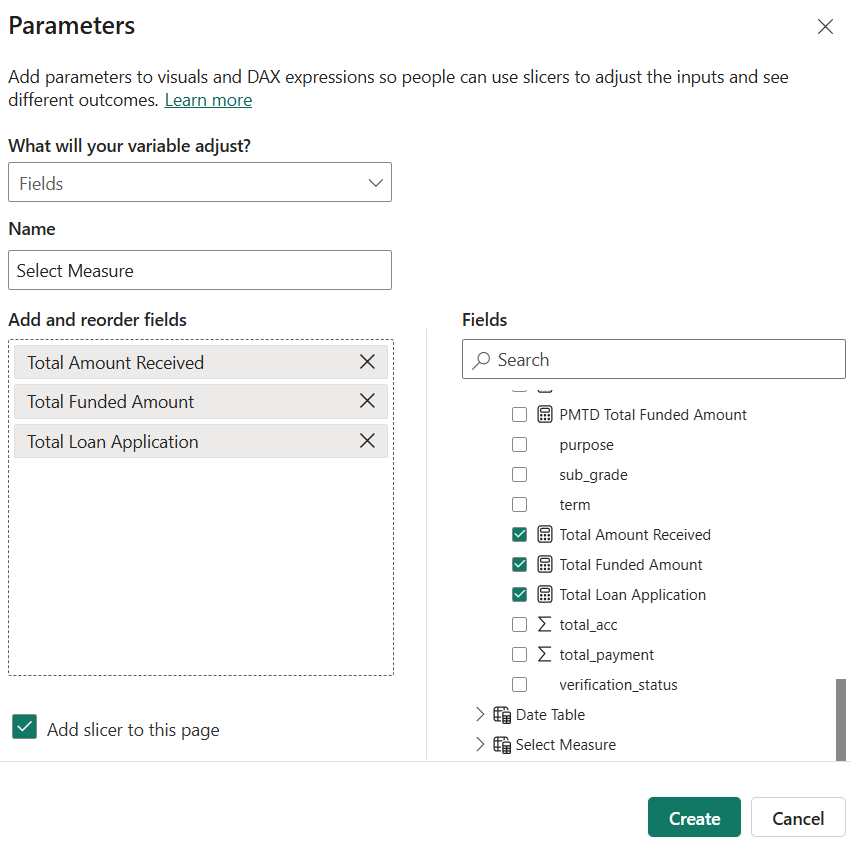 Parameters
Add parameters to visuals and DAX expressions so people can use slicers to adjust the inputs and see
different outcomes. Learn more
What will your variable adjust?
Fields
Name
Select Measure
Add and reorder fields
Total Amount Received
Total Funded Amount
Total Loan Application
Add slicer to this page
Fields
Search
PMTD Total Funded Amount
purpose
sub_grade
term
Total Amount Received
Total Funded Amount
Total Loan Application
total_acc
total_payment
verification_status
Date Table
Select Measure
Create
Cancel